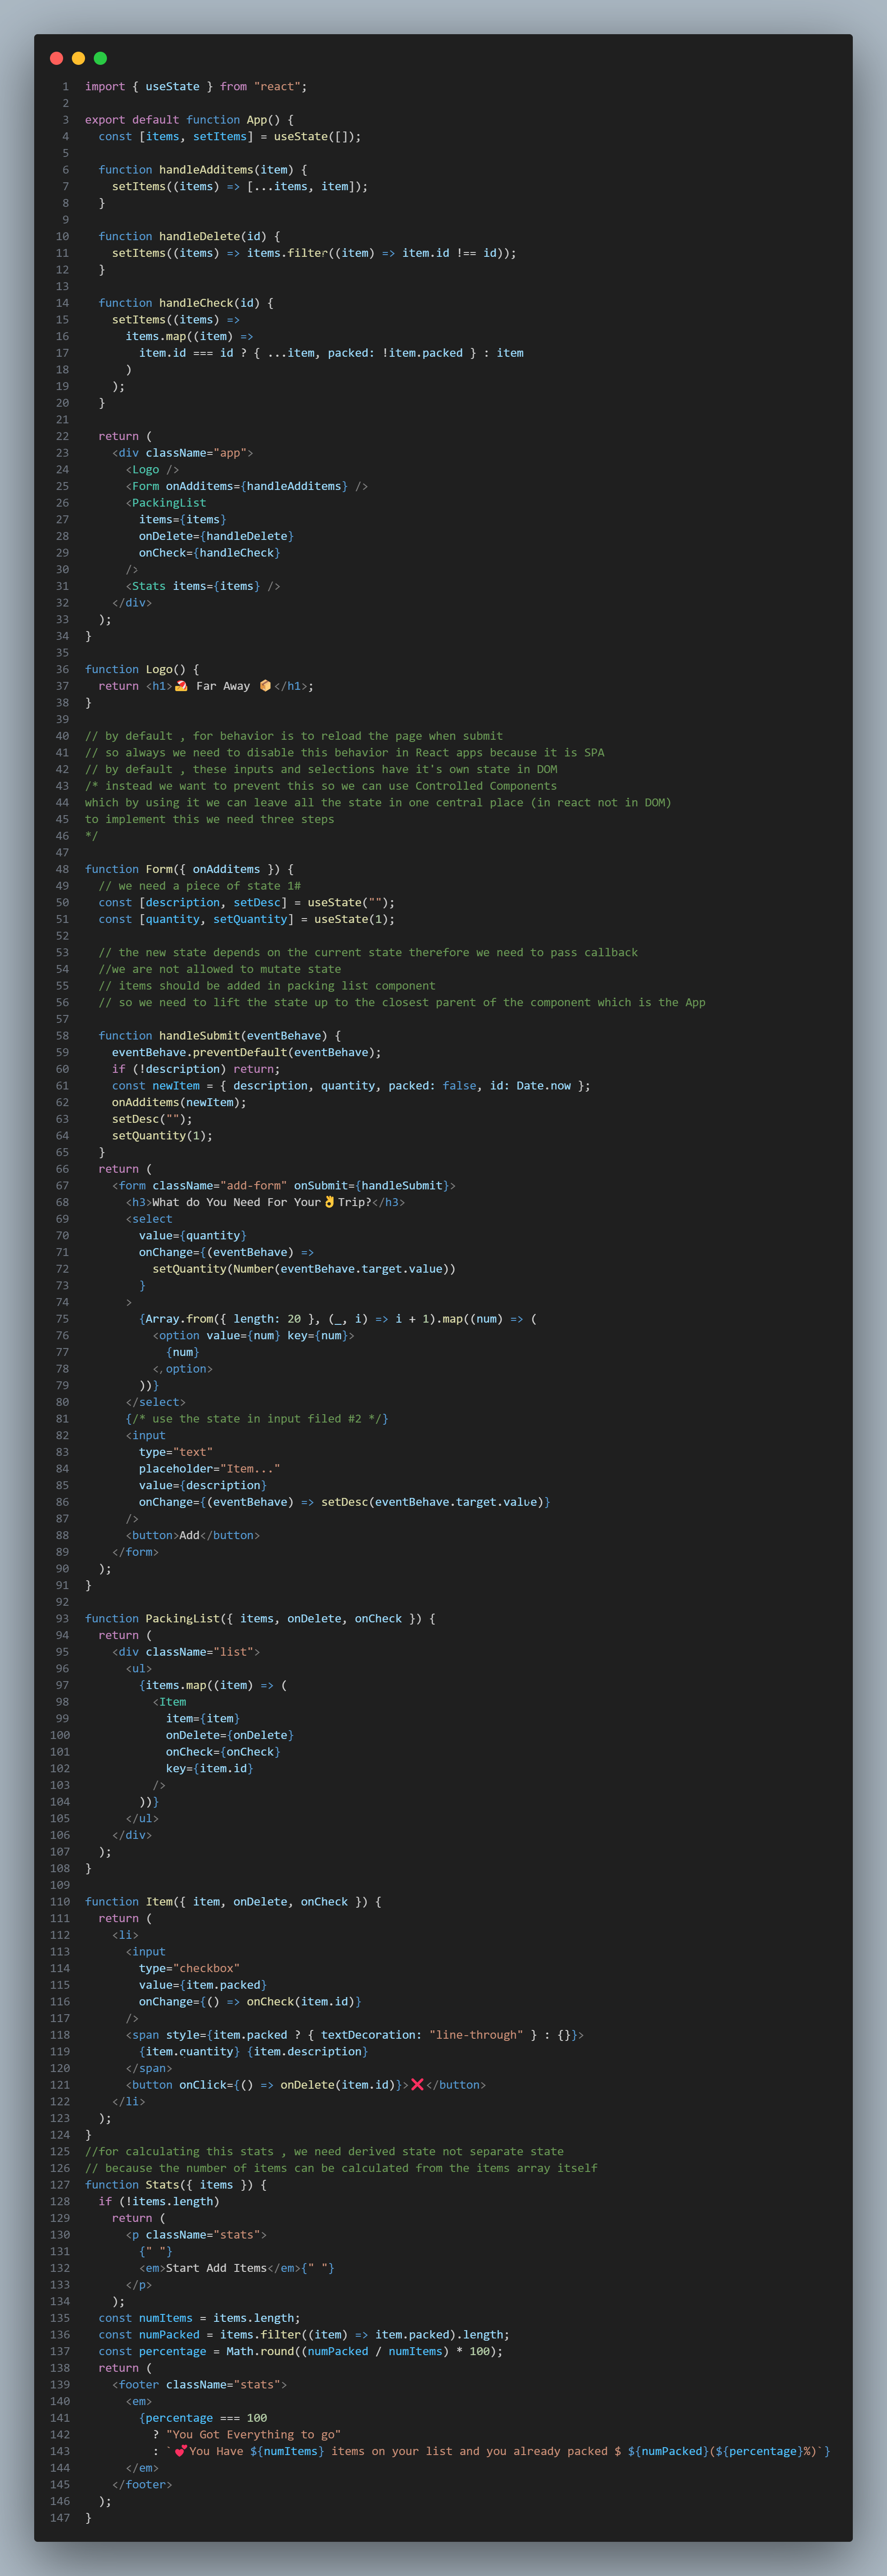 1 import { useState } from "react";
2
3 export default function App() {
4   const [items, setItems] = useState([]);
5
6   function handleAdditems(item) {
7     setItems((items) => [...items, item]);
8   }
9
10   function handleDelete(id) {
11     setItems((items) => items.filter((item) => item.id !== id));
12   }
13
14   function handleCheck(id) {
15     setItems((items) =>
16       items.map((item) =>
17         item.id === id ? { ...item, packed: !item.packed } : item
18       )
19     );
20   }
21
22   return (
23     <div className="app">
24       <Logo />
25       <Form onAdditems={handleAdditems} />
26       <PackingList
27         items={items}
28         onDelete={handleDelete}
29         onCheck={handleCheck}
30       />
31       <Stats items={items} />
32     </div>
33   );
34 }
35
36 function Logo() {
37   return <h1>🏖 Far Away 📦</h1>;
38 }
39
40 // by default , for behavior is to reload the page when submit
41 // so always we need to disable this behavior in React apps because it is SPA
42 // by default , these inputs and selections have it's own state in DOM
43 /* instead we want to prevent this so we can use Controlled Components
44 which by using it we can leave all the state in one central place (in react not in DOM)
45 to implement this we need three steps
46 */
47
48 function Form({ onAdditems }) {
49   // we need a piece of state 1#
50   const [description, setDesc] = useState("");
51   const [quantity, setQuantity] = useState(1);
52
53   // the new state depends on the current state therefore we need to pass callback
54   //we are not allowed to mutate state
55   // items should be added in packing list component
56   // so we need to lift the state up to the closest parent of the component which is the App
57
58   function handleSubmit(eventBehave) {
59     eventBehave.preventDefault(eventBehave);
60     if (!description) return;
61     const newItem = { description, quantity, packed: false, id: Date.now };
62     onAdditems(newItem);
63     setDesc("");
64     setQuantity(1);
65   }
66   return (
67     <form className="add-form" onSubmit={handleSubmit}>
68       <h3>What do You Need For Your👌Trip?</h3>
69       <select
70         value={quantity}
71         onChange={(eventBehave) =>
72           setQuantity(Number(eventBehave.target.value))
73         }
74       >
75         {Array.from({ length: 20 }, (_, i) => i + 1).map((num) => (
76           <option value={num} key={num}>
77             {num}
78           </option>
79         ))}
80       </select>
81       {/* use the state in input filed #2 */}
82       <input
83         type="text"
84         placeholder="Item..."
85         value={description}
86         onChange={(eventBehave) => setDesc(eventBehave.target.value)}
87       />
88       <button>Add</button>
89     </form>
90   );
91 }
92
93 function PackingList({ items, onDelete, onCheck }) {
94   return (
95     <div className="list">
96       <ul>
97         {items.map((item) => (
98           <Item
99             item={item}
100             onDelete={onDelete}
101             onCheck={onCheck}
102             key={item.id}
103           />
104         ))}
105       </ul>
106     </div>
107   );
108 }
109
110 function Item({ item, onDelete, onCheck }) {
111   return (
112     <li>
113       <input
114         type="checkbox"
115         value={item.packed}
116         onChange={() => onCheck(item.id)}
117       />
118       <span style={item.packed ? { textDecoration: "line-through" } : {}}>
119         {item.quantity} {item.description}
120       </span>
121       <button onClick={() => onDelete(item.id)}>❌</button>
122     </li>
123   );
124 }
125 //for calculating this stats , we need derived state not separate state
126 // because the number of items can be calculated from the items array itself
127 function Stats({ items }) {
128   if (!items.length)
129     return (
130       <p className="stats">
131         {" "}
132         <em>Start Add Items</em>{" "}
133       </p>
134     );
135   const numItems = items.length;
136   const numPacked = items.filter((item) => item.packed).length;
137   const percentage = Math.round((numPacked / numItems) * 100);
138   return (
139     <footer className="stats">
140       <em>
141         {percentage === 100
142           ? "You Got Everything to go"
143           : `💕You Have ${numItems} items on your list and you already packed $ ${numPacked}(${percentage}%)`}
144       </em>
145     </footer>
146   );
147 }